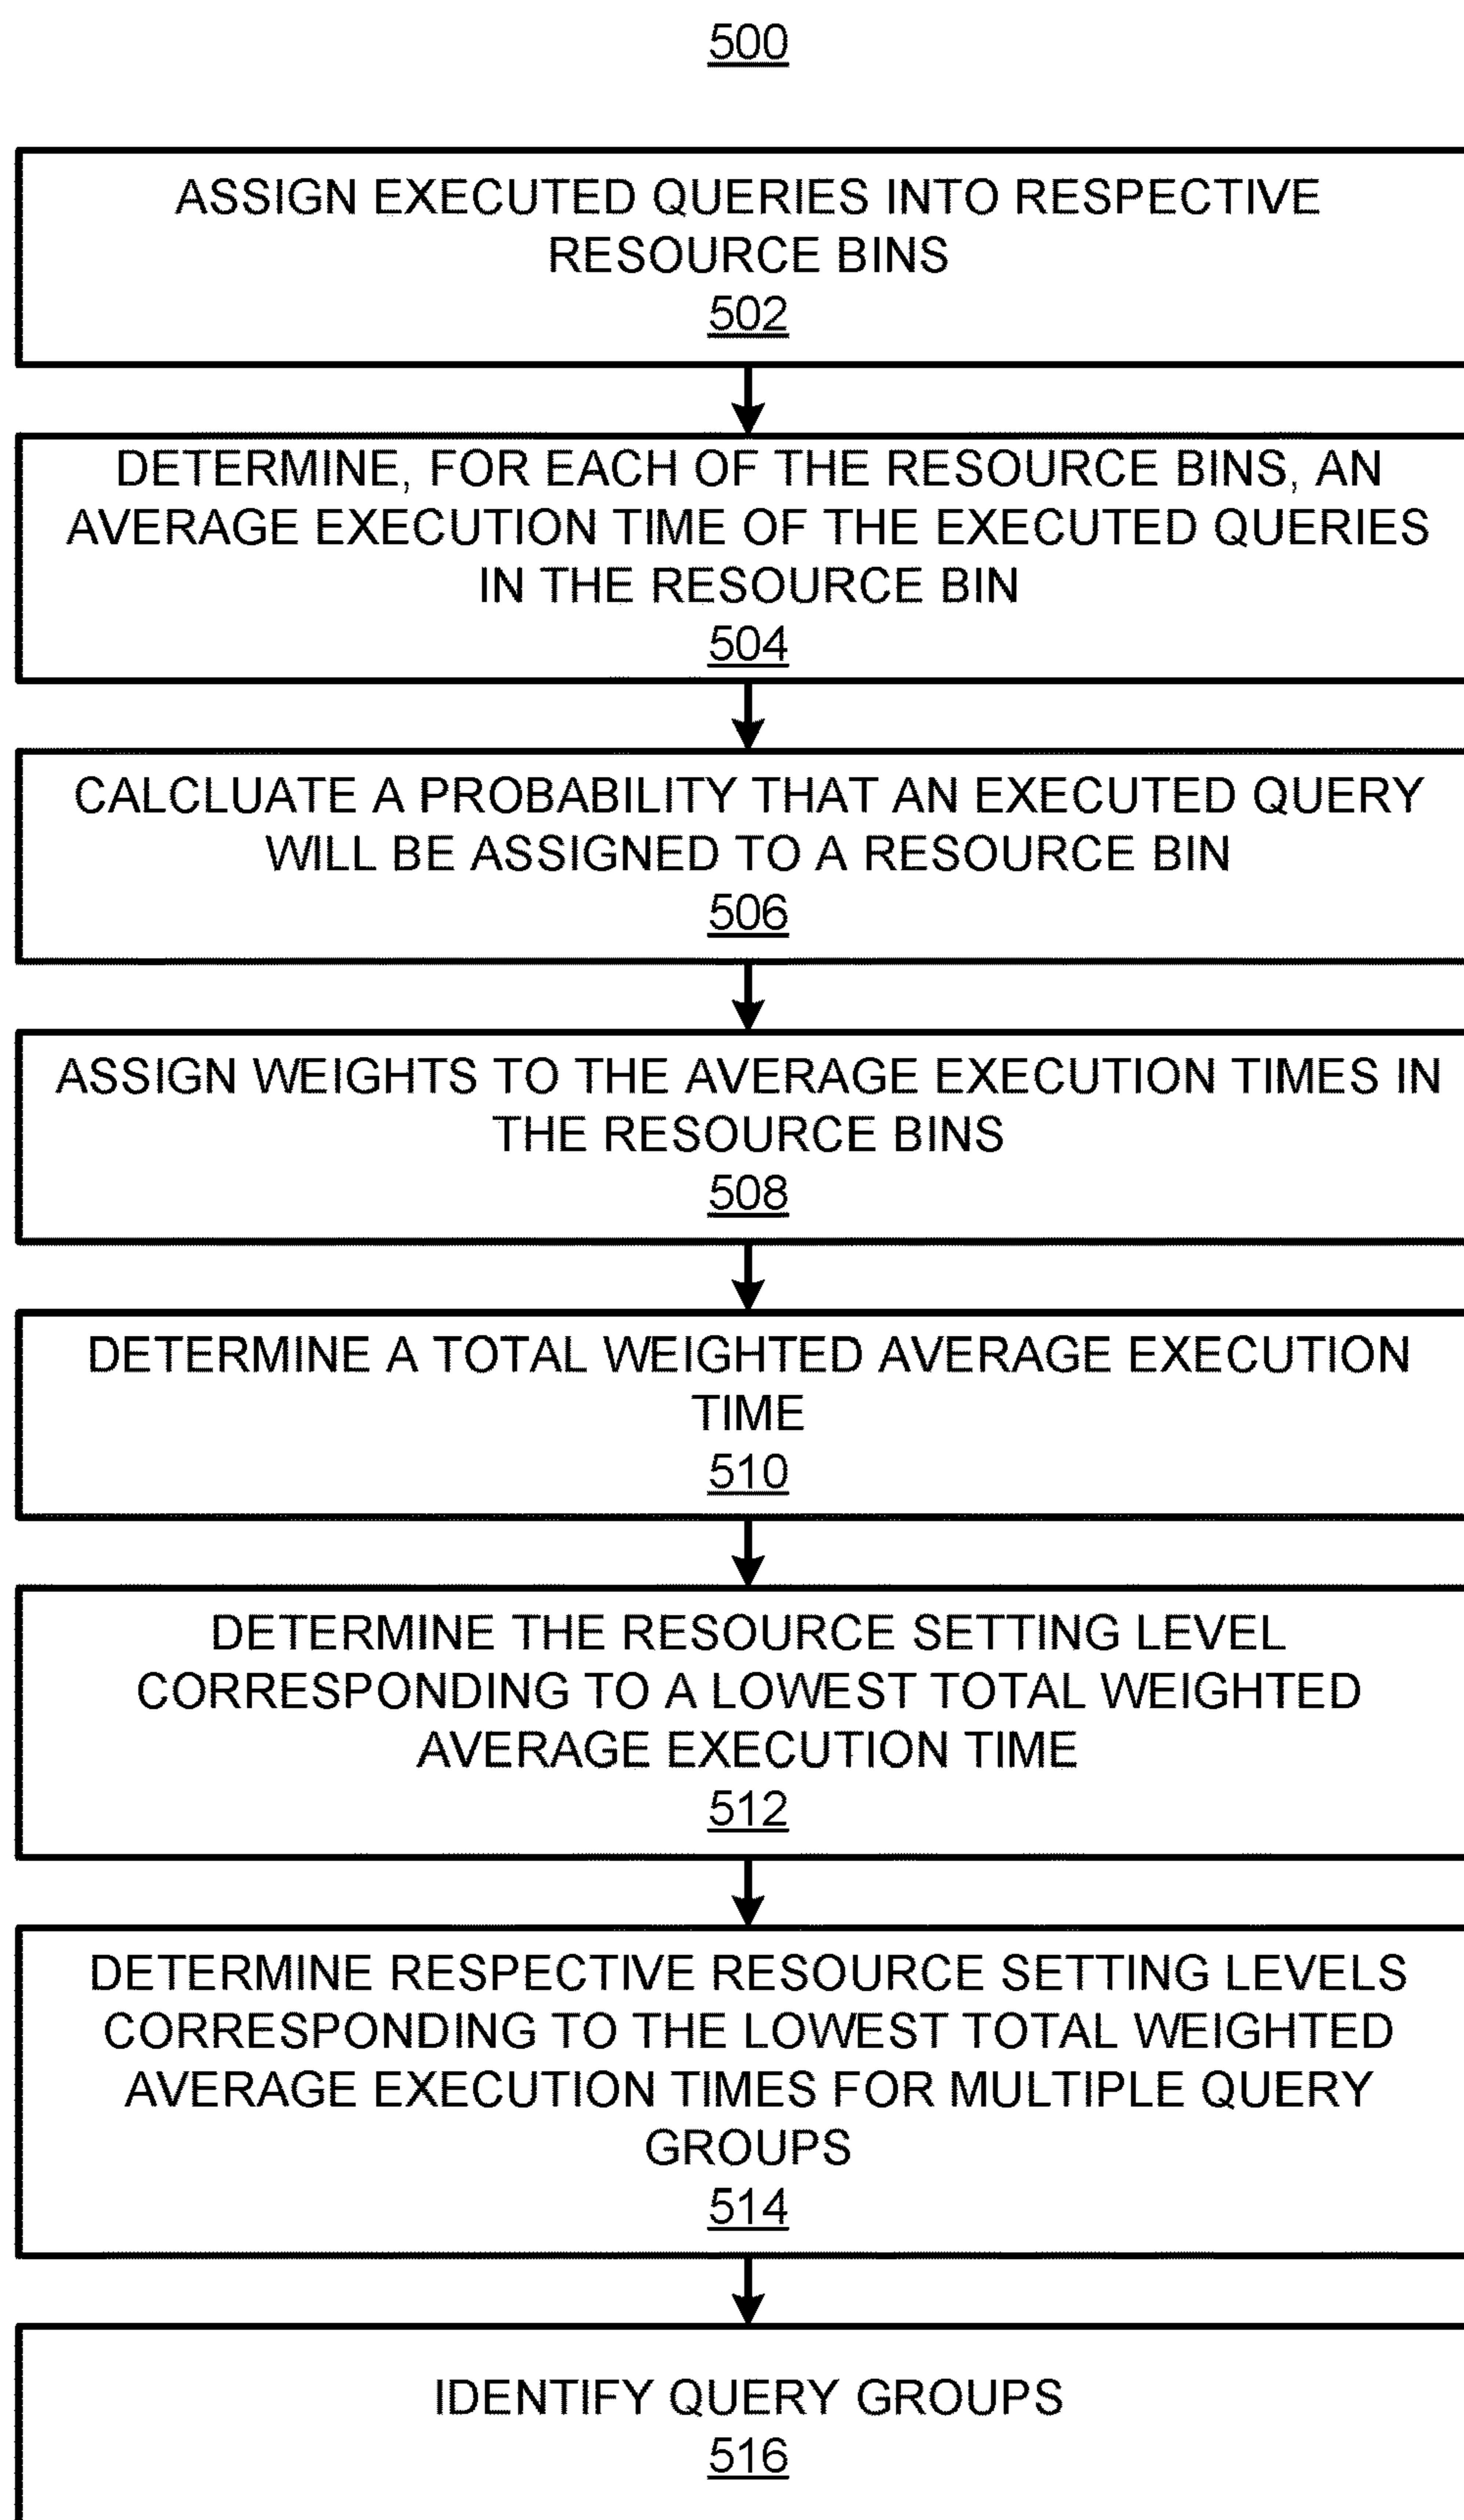 500
ASSIGN EXECUTED QUERIES INTO RESPECTIVE
RESOURCE BINS
502
DETERMINE, FOR EACH OF THE RESOURCE BINS, AN
AVERAGE EXECUTION TIME OF THE EXECUTED QUERIES
IN THE RESOURCE BIN
504
CALCLUATE A PROBABILITY THAT AN EXECUTED QUERY
WILL BE ASSIGNED TO A RESOURCE BIN
506
ASSIGN WEIGHTS TO THE AVERAGE EXECUTION TIMES IN
THE RESOURCE BINS
508
DETERMINE A TOTAL WEIGHTED AVERAGE EXECUTION
TIME
510
DETERMINE THE RESOURCE SETTING LEVEL
CORRESPONDING TO A LOWEST TOTAL WEIGHTED
AVERAGE EXECUTION TIME
512
DETERMINE RESPECTIVE RESOURCE SETTING LEVELS
CORRESPONDING TO THE LOWEST TOTAL WEIGHTED
AVERAGE EXECUTION TIMES FOR MULTIPLE QUERY
GROUPS
514
IDENTIFY QUERY GROUPS
516